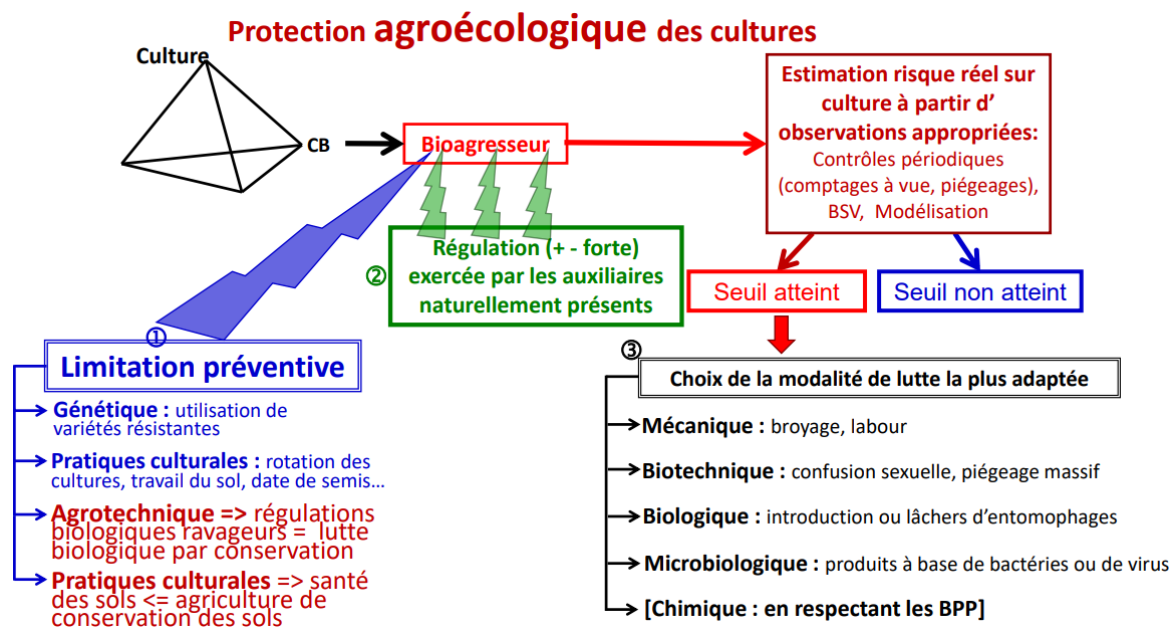 Protection agroécologique des cultures
Culture
CB
Bioagresseur
Estimation risque réel sur
culture à partir d’
observations appropriées:
Contrôles périodiques
(comptages à vue, piégeages),
BSV, Modélisation
② Régulation (+ - forte)
exercée par les auxiliaires
naturellement présents
Seuil atteint
Seuil non atteint
①
Limitation préventive
Génétique : utilisation de
variétés résistantes
Pratiques culturales : rotation des
cultures, travail du sol, date de semis…
Agrotechnique => régulations
biologiques ravageurs = lutte
biologique par conservation
Pratiques culturales => santé
des sols <= agriculture de
conservation des sols
③
Choix de la modalité de lutte la plus adaptée
Mécanique : broyage, labour
Biotechnique : confusion sexuelle, piégeage massif
Biologique : introduction ou lâchers d’entomophages
Microbiologique : produits à base de bactéries ou de virus
[Chimique : en respectant les BPP]